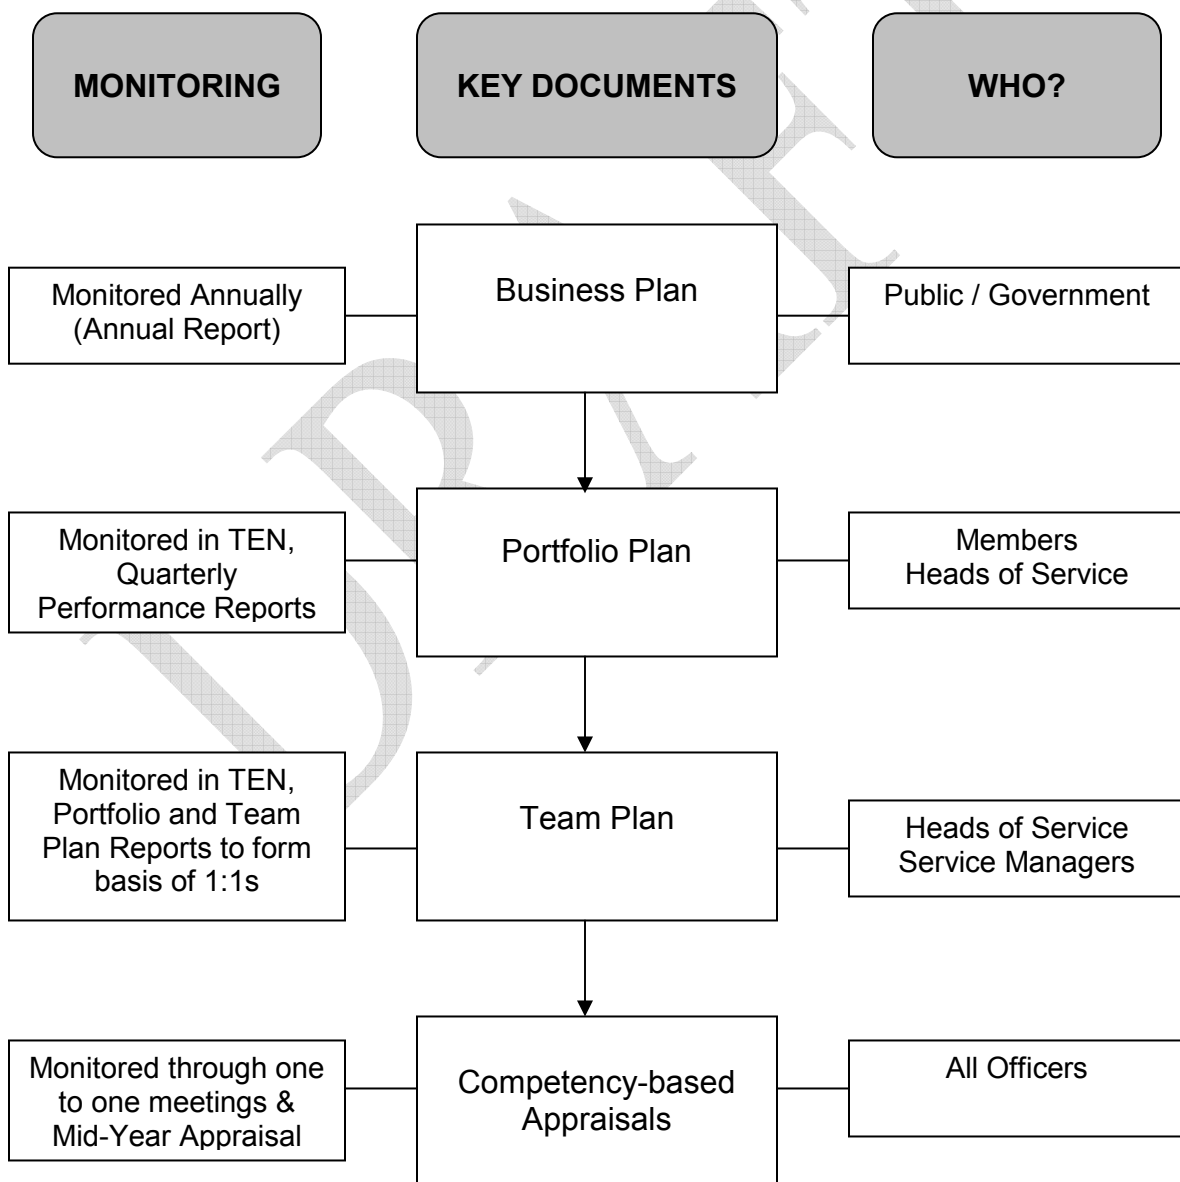 MONITORING
KEY DOCUMENTS
WHO?
Monitored Annually
(Annual Report)
Business Plan
Public / Government
Monitored in TEN,
Quarterly
Performance Reports
Portfolio Plan
Members
Heads of Service
Monitored in TEN,
Portfolio and Team
Plan Reports to form
basis of 1:1s
Team Plan
Heads of Service
Service Managers
Monitored through one
to one meetings &
Mid-Year Appraisal
Competency-based
Appraisals
All Officers
DRAFT